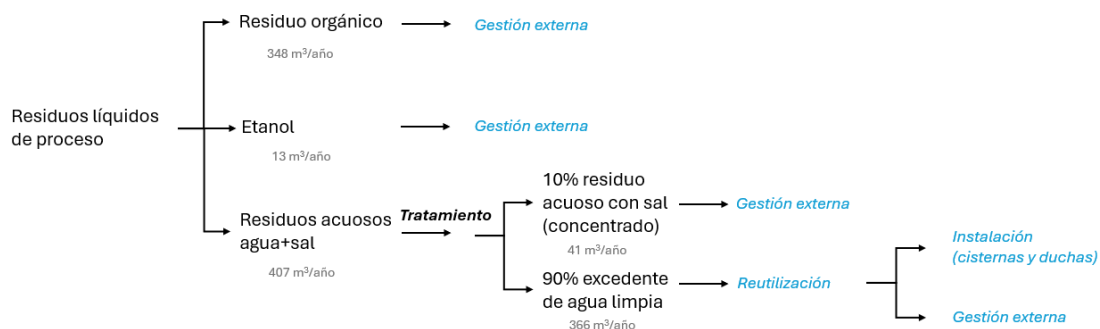 Residuos líquidos
de proceso
Residuo orgánico
348 m³/año
Gestión externa
Etanol
13 m³/año
Gestión externa
Residuos acuosos
agua+sal
407 m³/año
Tratamiento
10% residuo
acuoso con sal
(concentrado)
41 m³/año
Gestión externa
90% excedente
de agua limpia
366 m³/año
Reutilización
Instalación
(cisternas y duchas)
Gestión externa